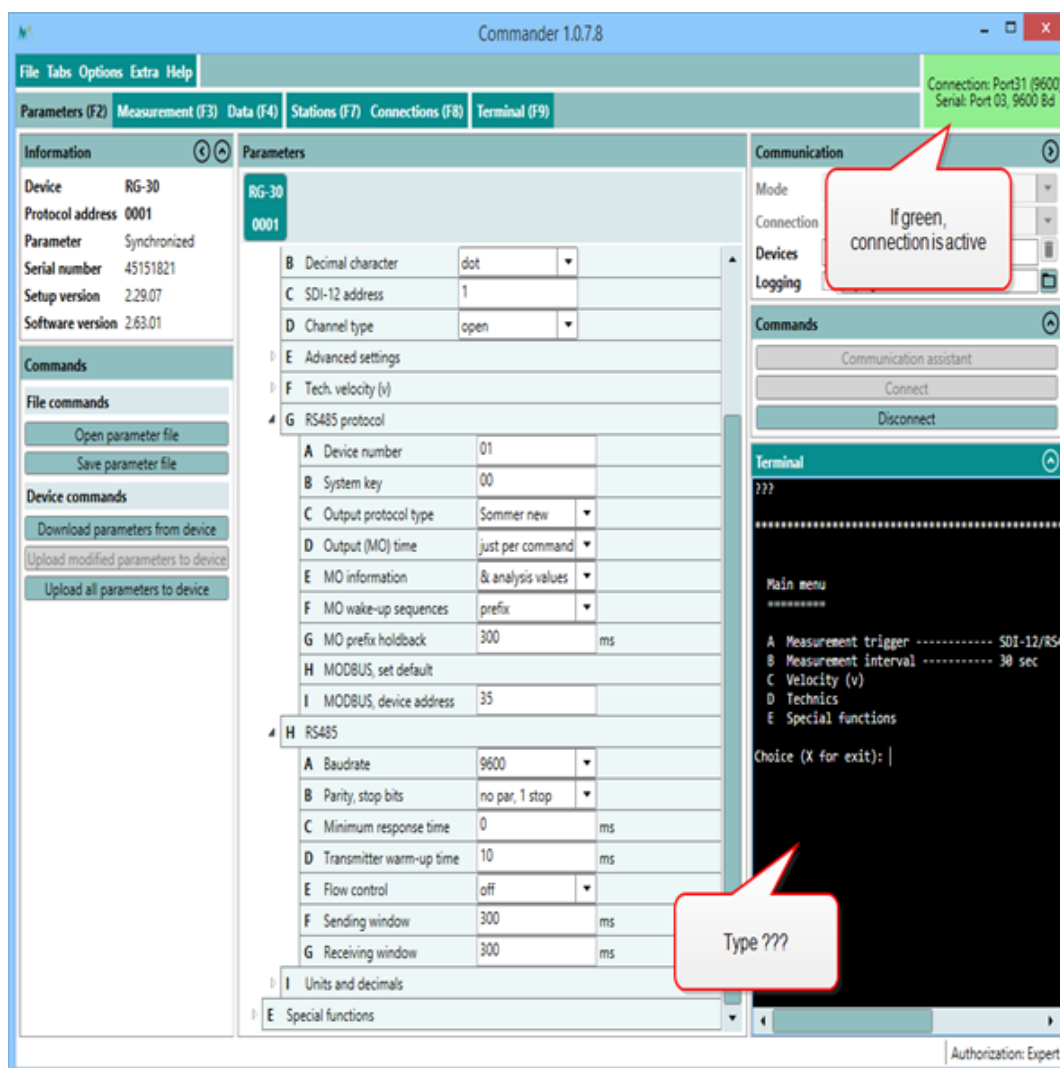 Commander 1.0.7.8
File Tabs Options Extra Help
Connection: Port31 (9600
Serial: Port 03, 9600 Bd
Parameters (F2) Measurement (F3) Data (F4) Stations (F7) Connections (F8) Terminal (F9)
Information
Device RG-30
Protocol address 0001
Parameter Synchronized
Serial number 45151821
Setup version 2.29.07
Software version 2.63.01
Commands
File commands
Open parameter file
Save parameter file
Device commands
Download parameters from device
Upload modified parameters to device
Upload all parameters to device
Parameters
RG-30
0001
B Decimal character dot
C SDI-12 address 1
D Channel type open
E Advanced settings
F Tech. velocity (v)
G RS485 protocol
A Device number 01
B System key 00
C Output protocol type Sommer new
D Output (MO) time just per command
E MO information & analysis values
F MO wake-up sequences prefix
G MO prefix holdback 300 ms
H MODBUS, set default
I MODBUS, device address 35
H RS485
A Baudrate 9600
B Parity, stop bits no par, 1 stop
C Minimum response time 0 ms
D Transmitter warm-up time 10 ms
E Flow control off
F Sending window 300 ms
G Receiving window 300 ms
I Units and decimals
E Special functions
Communication
Mode
Connection
Devices
Logging
If green,
connection is active
Commands
Communication assistant
Connect
Disconnect
Terminal
???
Main menu
=========
A Measurement trigger ------------ SDI-12/RS4
B Measurement interval ----------- 30 sec
C Velocity (v)
D Technics
E Special functions
Choice (X for exit):
Type ???
Authorization: Expert